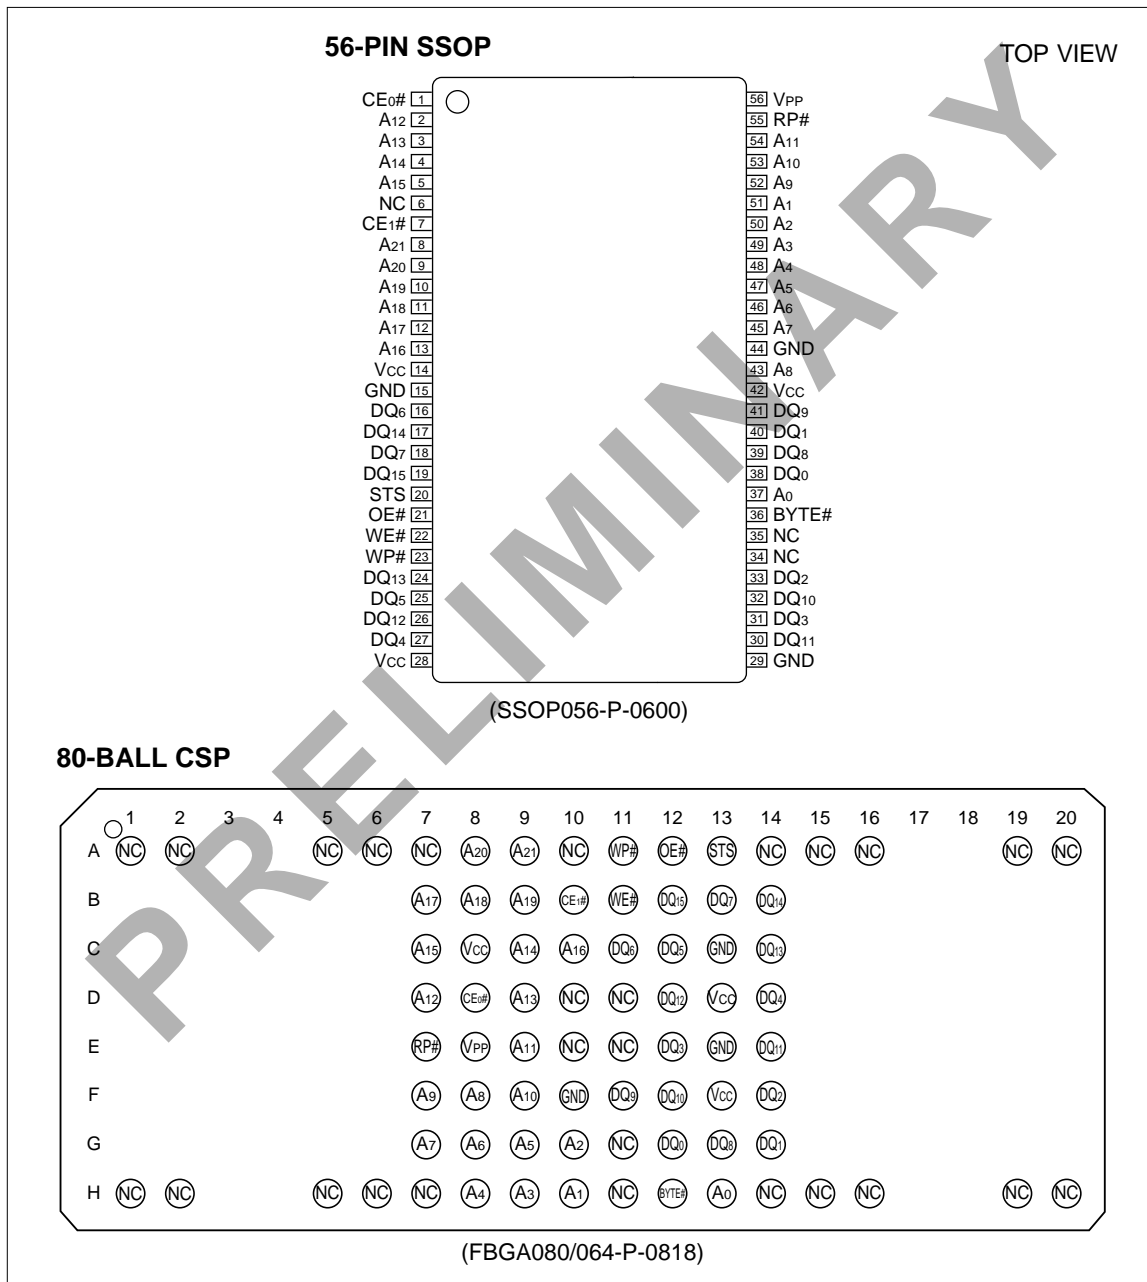 56-PIN SSOP
TOP VIEW
CE0# 1 56 VPP
A12 2 55 RP#
A13 3 54 A11
A14 4 53 A10
A15 5 52 A9
NC 6 51 A1
CE1# 7 50 A2
A21 8 49 A3
A20 9 48 A4
A19 10 47 A5
A18 11 46 A6
A17 12 45 A7
A16 13 44 GND
VCC 14 43 A8
GND 15 42 VCC
DQ6 16 41 DQ9
DQ14 17 40 DQ1
DQ7 18 39 DQ8
DQ15 19 38 DQ0
STS 20 37 A0
OE# 21 36 BYTE#
WE# 22 35 NC
WP# 23 34 NC
DQ13 24 33 DQ2
DQ5 25 32 DQ10
DQ12 26 31 DQ3
DQ4 27 30 DQ11
VCC 28 29 GND
(SSOP056-P-0600)
80-BALL CSP
1 2 3 4 5 6 7 8 9 10 11 12 13 14 15 16 17 18 19 20
A NC NC NC NC NC A20 A21 NC WP# OE# STS NC NC NC NC NC
B A17 A18 A19 CE1# WE# DQ15 DQ7 DQ14
C A15 VCC A14 A16 DQ6 DQ5 GND DQ13
D A12 CE0# A13 NC NC DQ12 VCC DQ4
E RP# VPP A11 NC NC DQ3 GND DQ11
F A9 A8 A10 GND DQ9 DQ10 VCC DQ2
G A7 A6 A5 A2 NC DQ0 DQ8 DQ1
H NC NC NC NC NC A4 A3 A1 NC BYTE# A0 NC NC NC NC NC
(FBGA080/064-P-0818)
PRELIMINARY